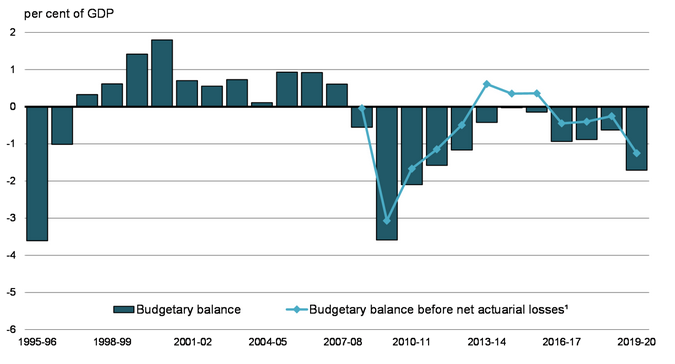 per cent of GDP
2
1
0
-1
-2
-3
-4
-5
-6
Budgetary balance
Budgetary balance before net actuarial losses¹
1995-96 1998-99 2001-02 2004-05 2007-08 2010-11 2013-14 2016-17 2019-20